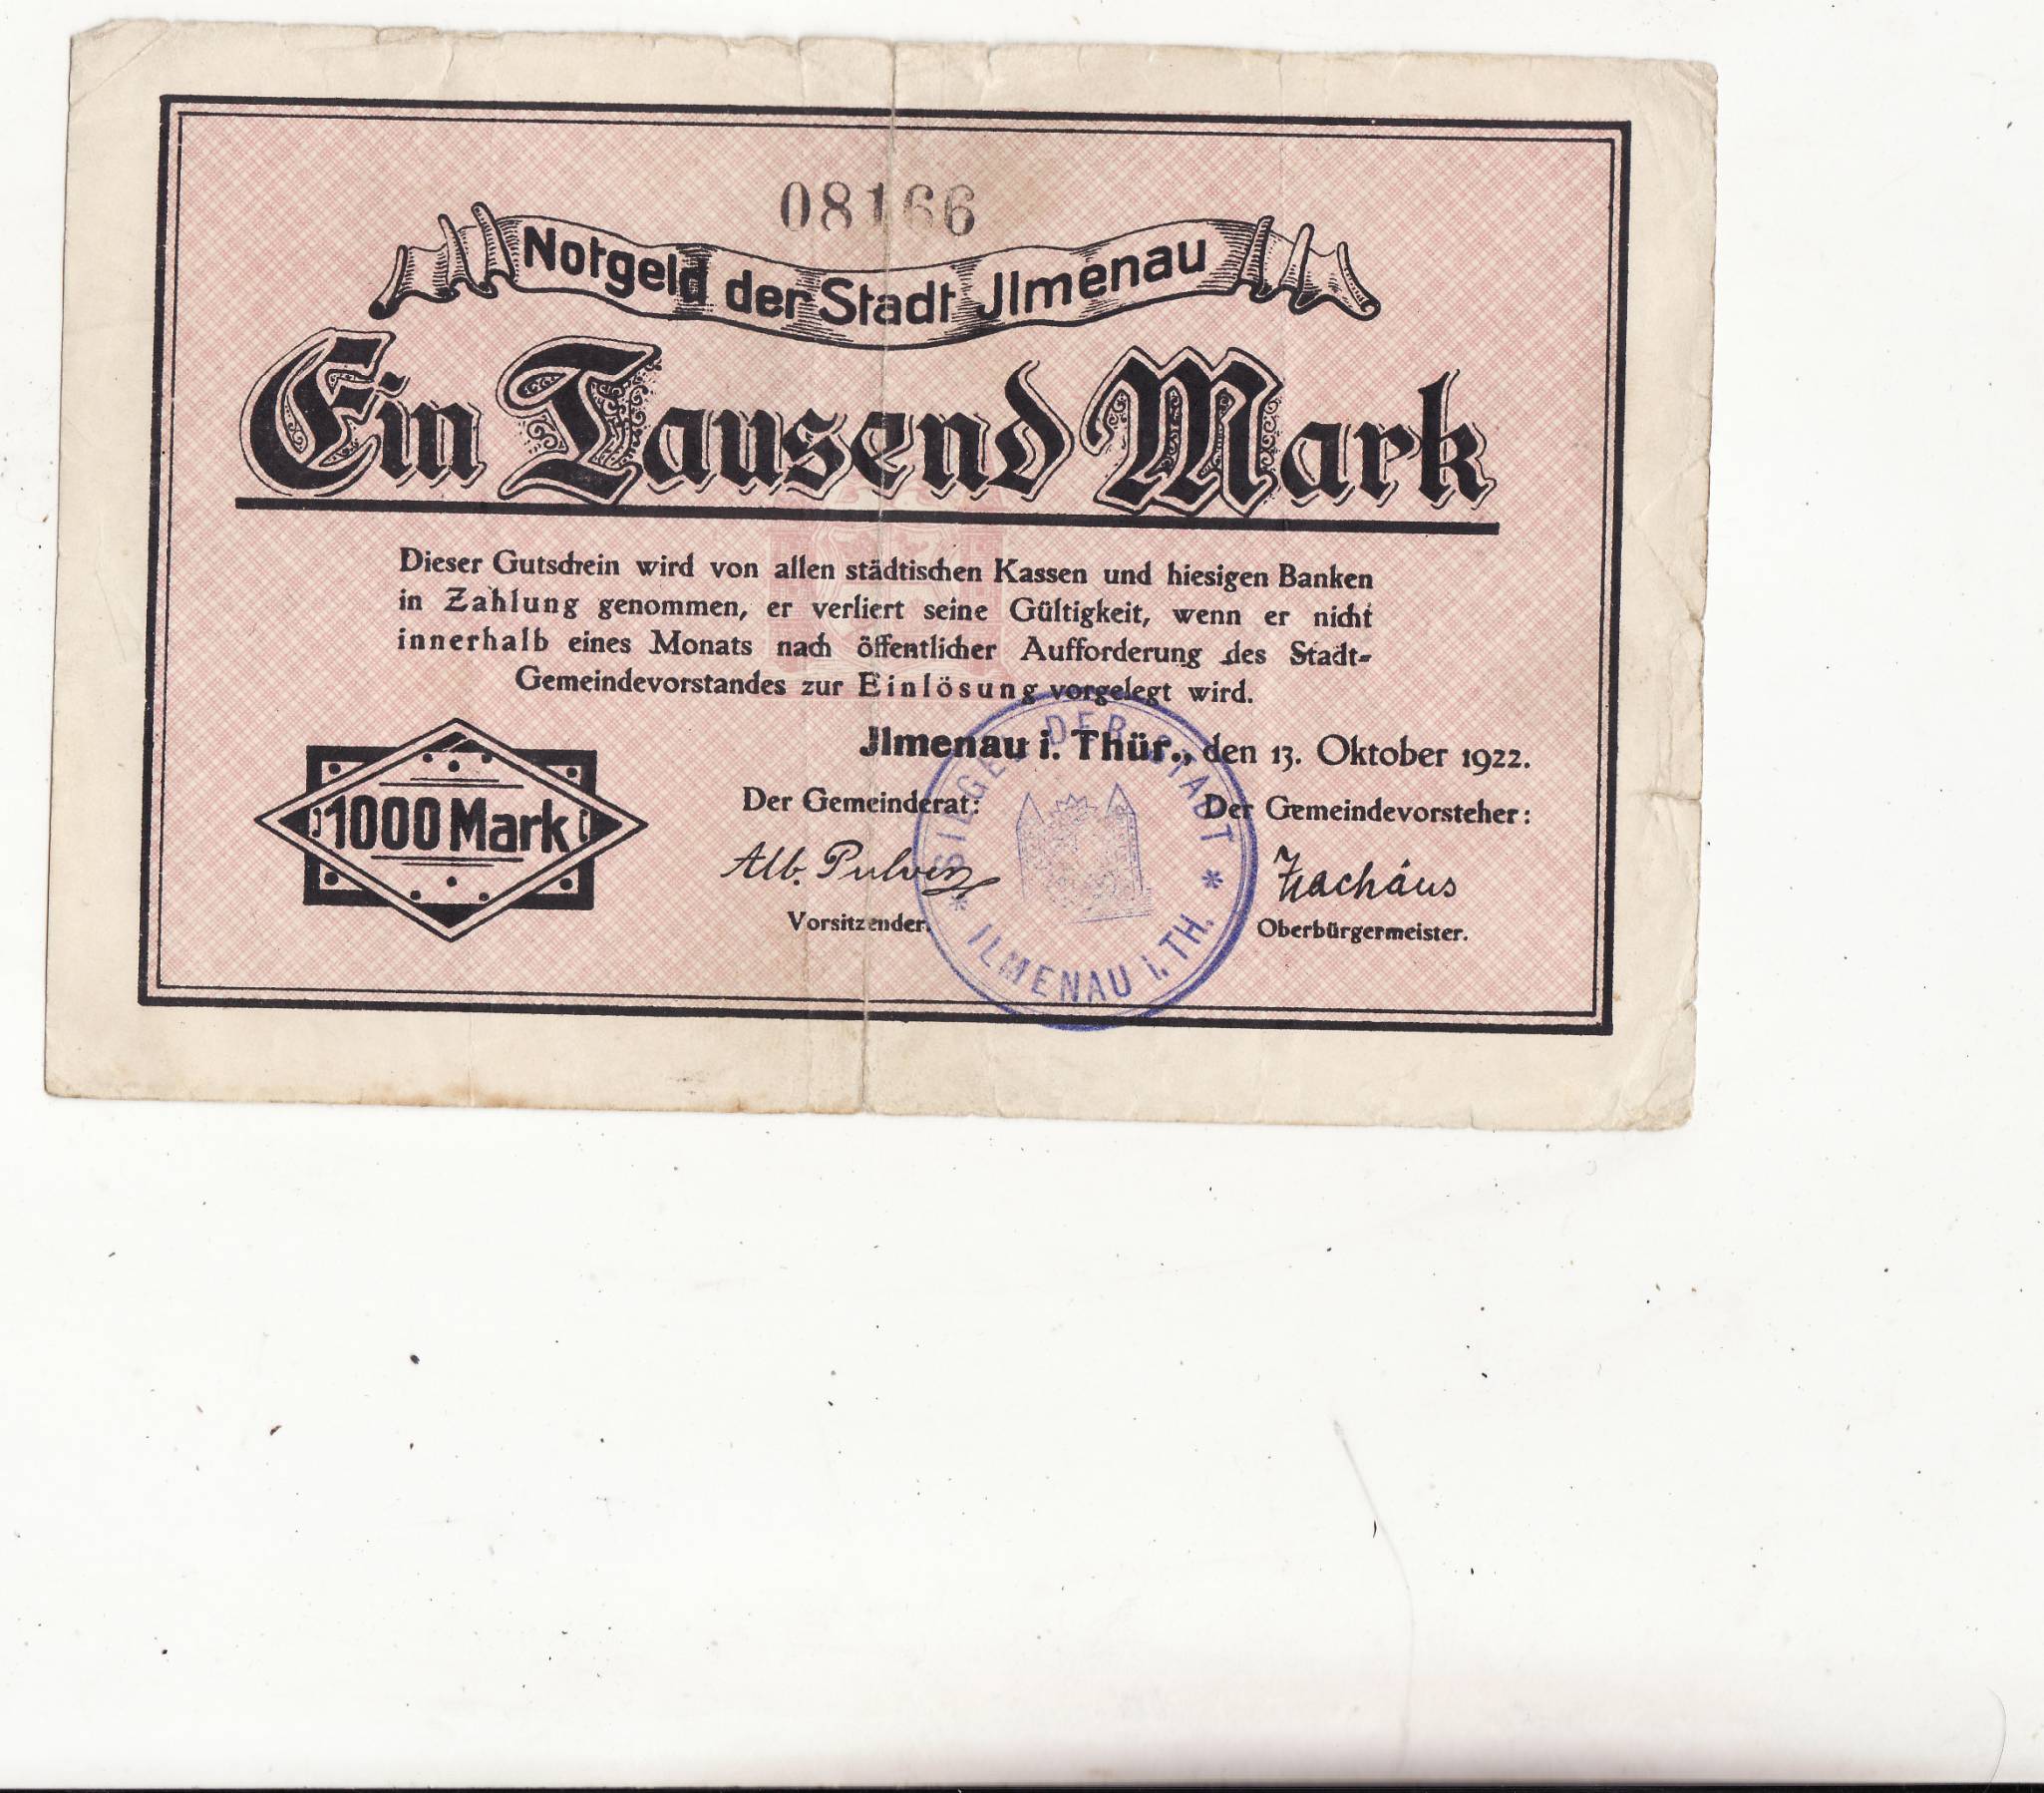 08166
Notgeld der Stadt Jlmenau
Ein Tausend Mark
Dieser Gutschein wird von allen städtischen Kassen und hiesigen Banken
in Zahlung genommen, er verliert seine Gültigkeit, wenn er nicht
innerhalb eines Monats nach öffentlicher Aufforderung des Stadt-
Gemeindevorstandes zur Einlösung vorgelegt wird.
Jlmenau i. Thür., den 13. Oktober 1922.
Der Gemeinderat:
Der Gemeindevorsteher:
1000 Mark
Alb. Pulvers
Zachäus
Vorsitzender.
Oberbürgermeister.
* SIEGEL DER STADT *
ILMENAU i. TH.